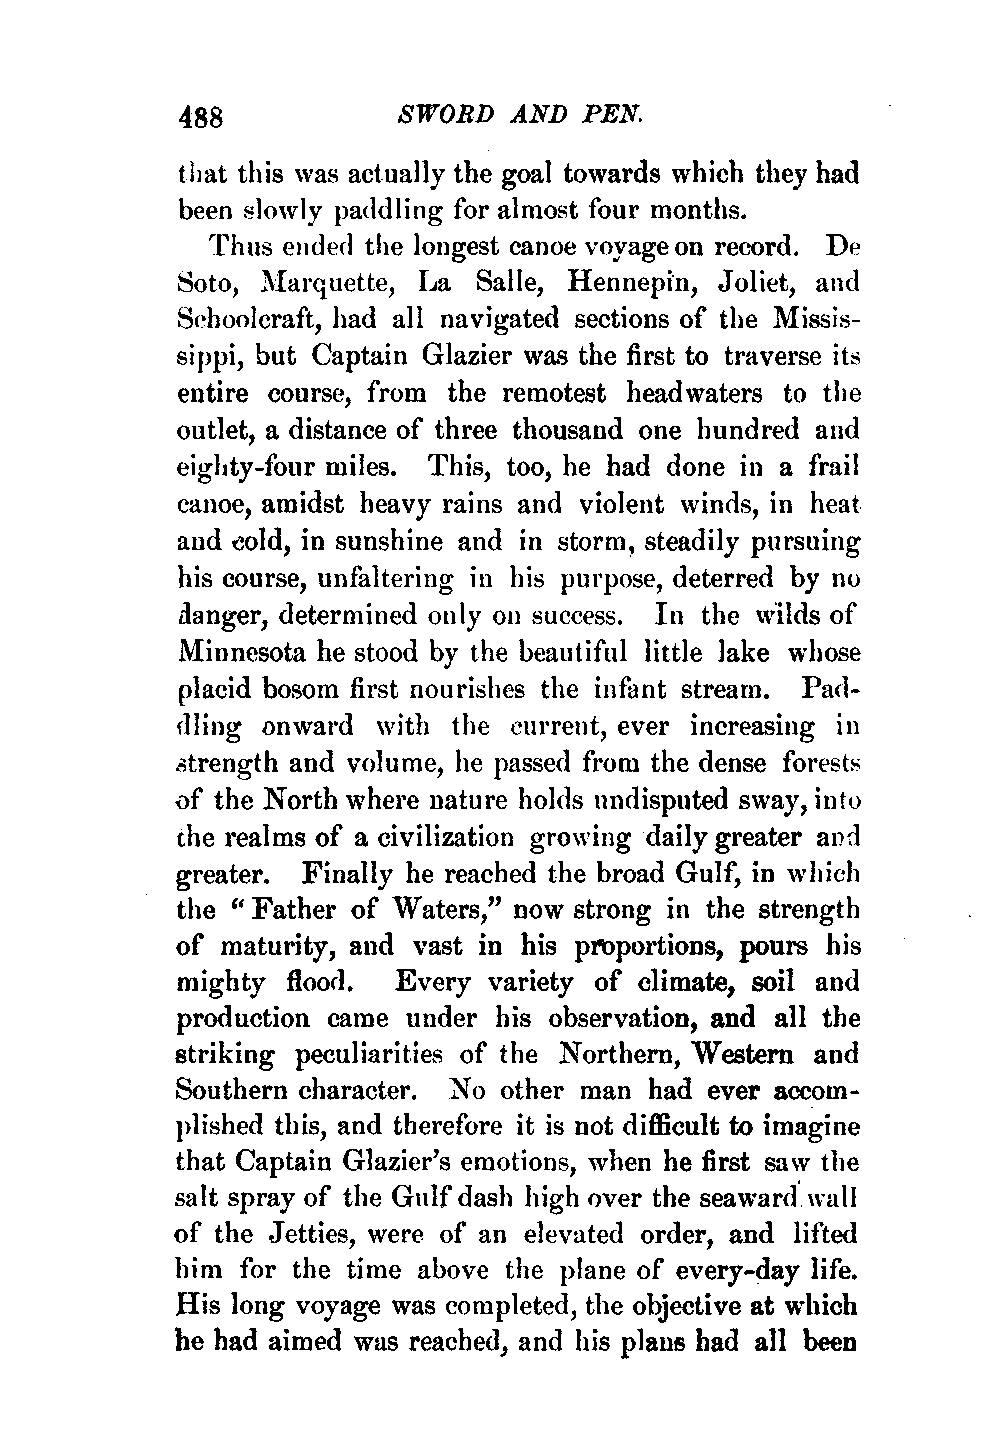 488 SWORD AND PEN.
that this was actually the goal towards which they had
been slowly paddling for almost four months.
Thus ended the longest canoe voyage on record. De
Soto, Marquette, La Salle, Hennepin, Joliet, and
Schoolcraft, had all navigated sections of the Missis-
sippi, but Captain Glazier was the first to traverse its
entire course, from the remotest headwaters to the
outlet, a distance of three thousand one hundred and
eighty-four miles. This, too, he had done in a frail
canoe, amidst heavy rains and violent winds, in heat
and cold, in sunshine and in storm, steadily pursuing
his course, unfaltering in his purpose, deterred by no
danger, determined only on success. In the wilds of
Minnesota he stood by the beautiful little lake whose
placid bosom first nourishes the infant stream. Pad-
dling onward with the current, ever increasing in
strength and volume, he passed from the dense forests
of the North where nature holds undisputed sway, into
the realms of a civilization growing daily greater and
greater. Finally he reached the broad Gulf, in which
the “Father of Waters,” now strong in the strength
of maturity, and vast in his proportions, pours his
mighty flood. Every variety of climate, soil and
production came under his observation, and all the
striking peculiarities of the Northern, Western and
Southern character. No other man had ever accom-
plished this, and therefore it is not difficult to imagine
that Captain Glazier’s emotions, when he first saw the
salt spray of the Gulf dash high over the seaward wall
of the Jetties, were of an elevated order, and lifted
him for the time above the plane of every-day life.
His long voyage was completed, the objective at which
he had aimed was reached, and his plans had all been